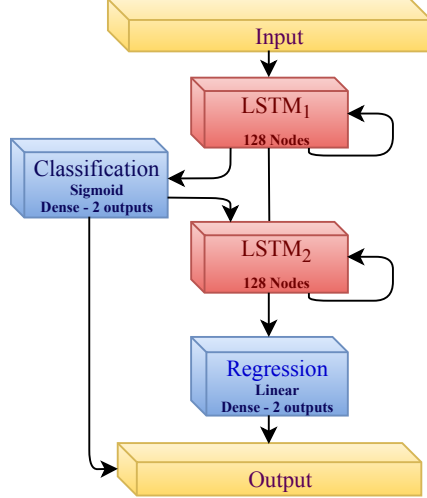 Input
LSTM₁
128 Nodes
Classification
Sigmoid
Dense - 2 outputs
LSTM₂
128 Nodes
Regression
Linear
Dense - 2 outputs
Output